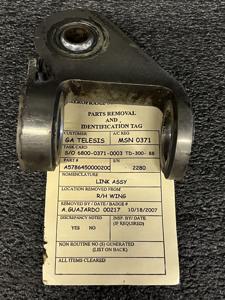 PARTS REMOVAL
AND
IDENTIFICATION TAG
CUSTOMER A/C REG
GA TELESIS MSN 0371
TASK CARD
S/O 6800-0371-0003 Tb-300- 88
PART # S/N
A5786450000200 2280
NOMENCLATURE
LINK ASSY
LOCATION REMOVED FROM
R/H WING
REMOVED BY / DATE / BADGE #
A.GUAJARDO 00217 10/18/2007
DISCREPANCY NOTED INSP. BY/ DATE
YES NO (IF REQUIRED)
NON ROUTINE NO (S) GENERATED
(LIST ON BACK)
ALL ITEMS CLEARED